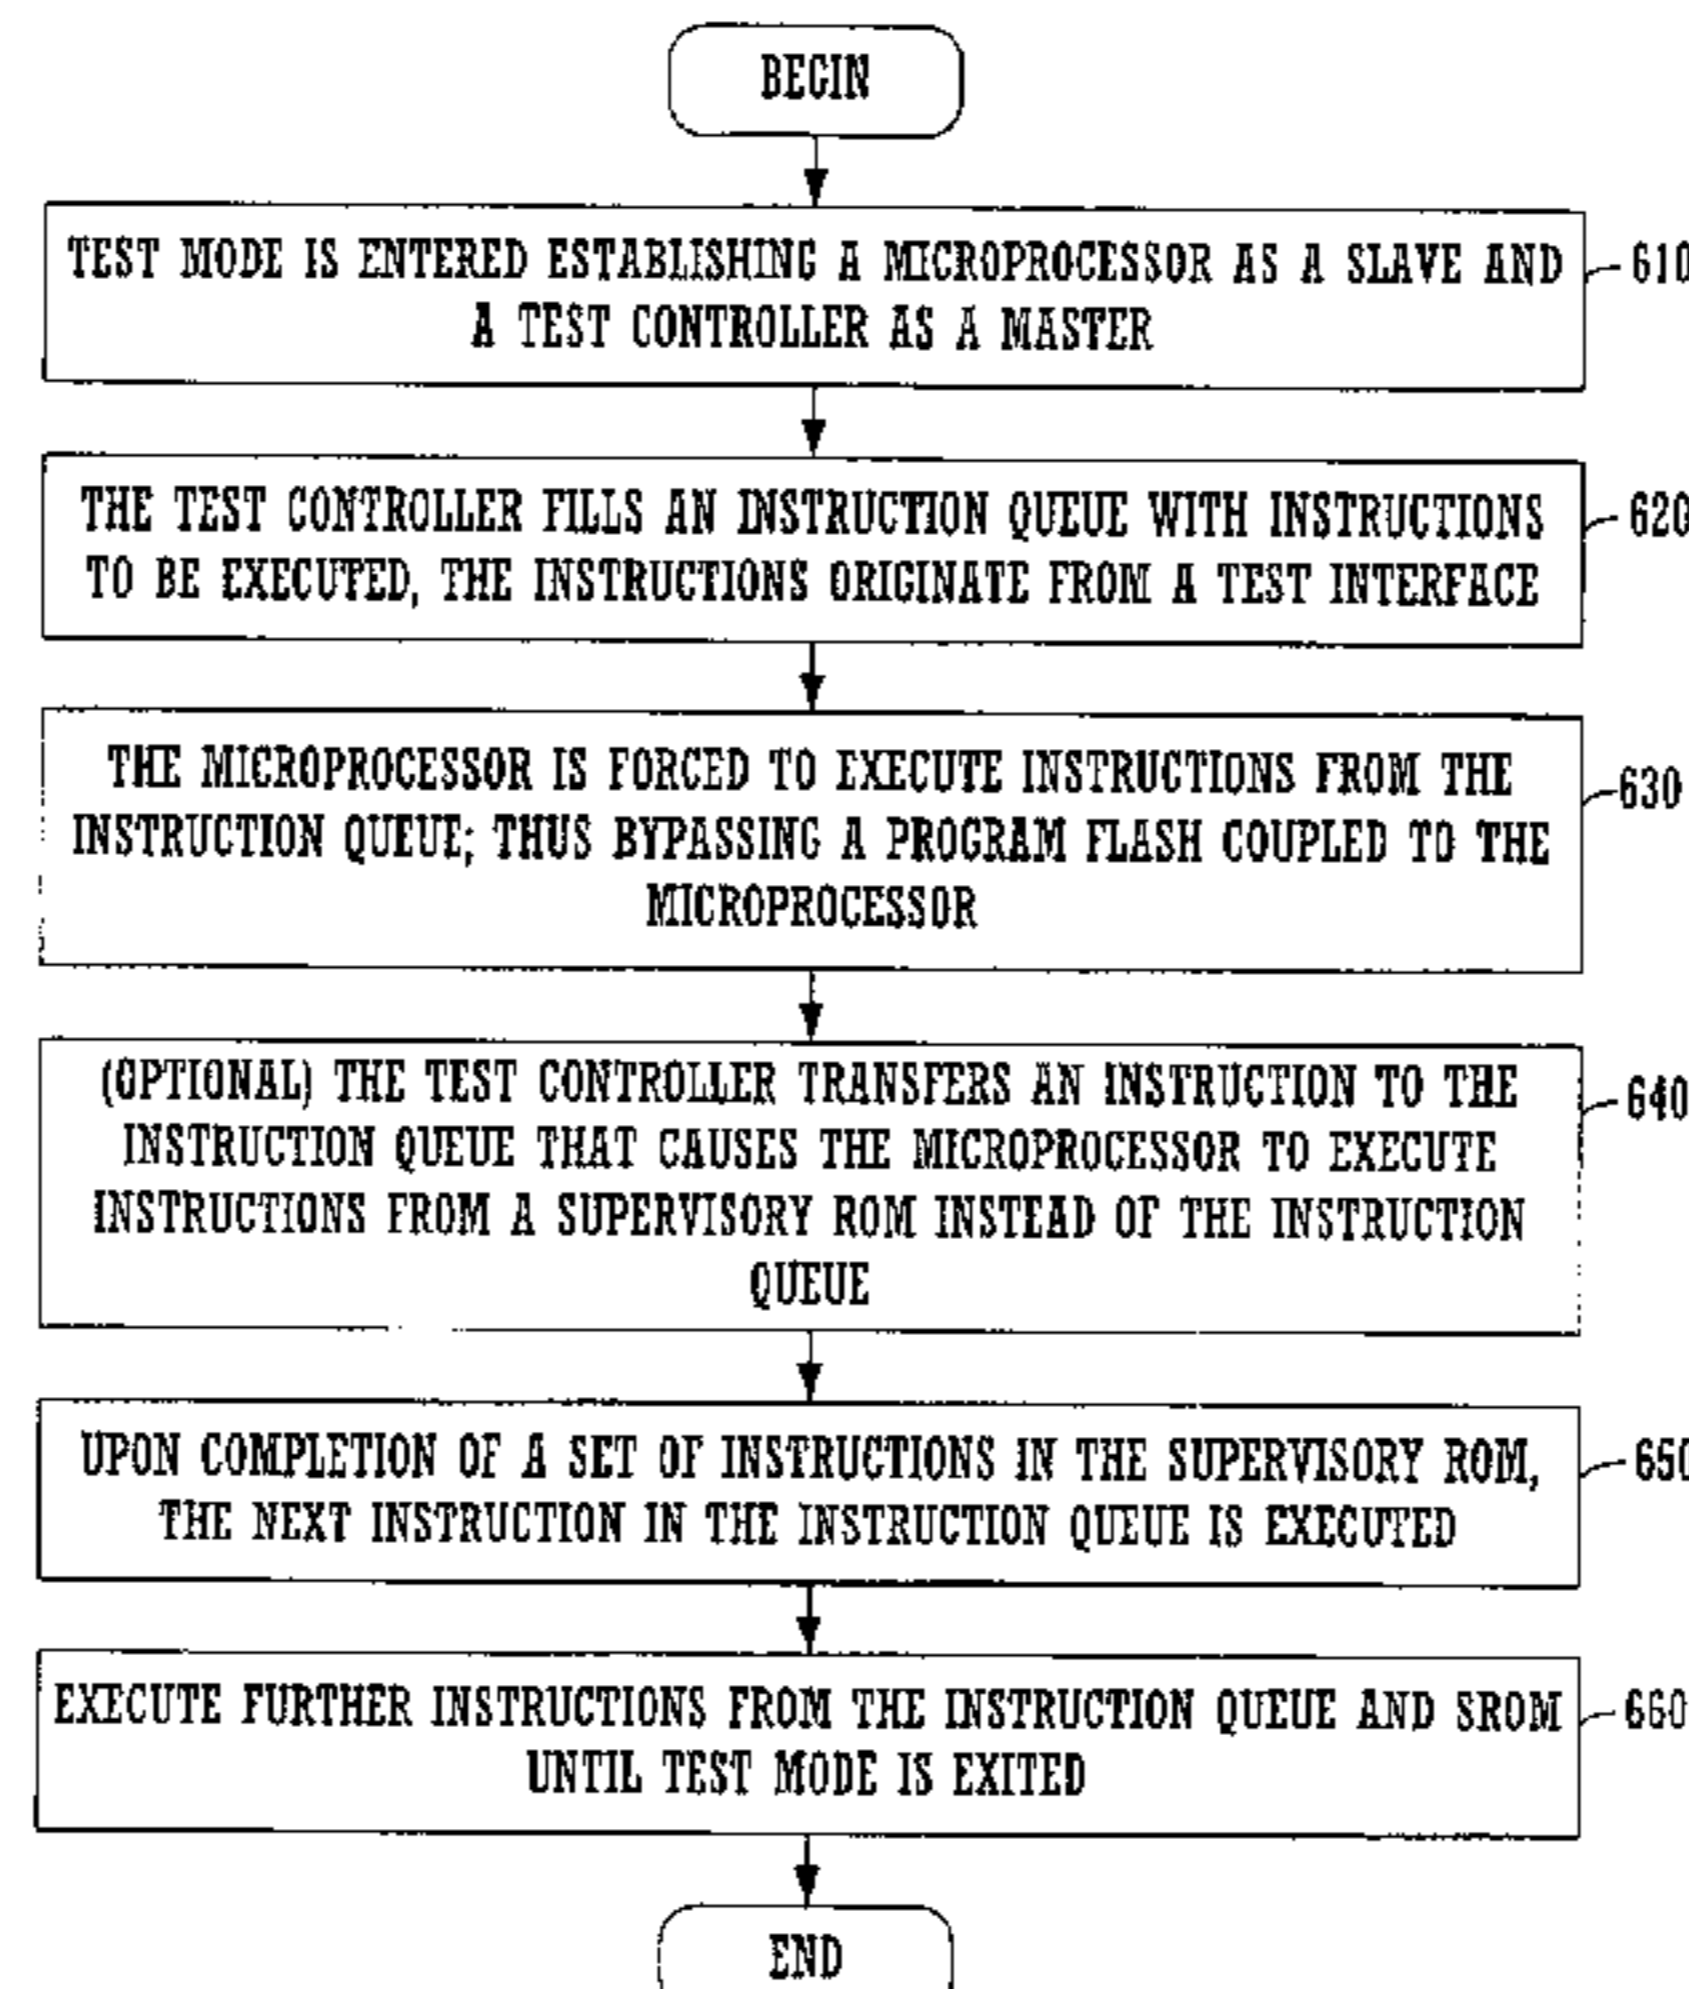 BEGIN
TEST MODE IS ENTERED ESTABLISHING A MICROPROCESSOR AS A SLAVE AND
A TEST CONTROLLER AS A MASTER
610
THE TEST CONTROLLER FILLS AN INSTRUCTION QUEUE WITH INSTRUCTIONS
TO BE EXECUTED, THE INSTRUCTIONS ORIGINATE FROM A TEST INTERFACE
620
THE MICROPROCESSOR IS FORCED TO EXECUTE INSTRUCTIONS FROM THE
INSTRUCTION QUEUE; THUS BYPASSING A PROGRAM FLASH COUPLED TO THE
MICROPROCESSOR
630
(OPTIONAL) THE TEST CONTROLLER TRANSFERS AN INSTRUCTION TO THE
INSTRUCTION QUEUE THAT CAUSES THE MICROPROCESSOR TO EXECUTE
INSTRUCTIONS FROM A SUPERVISORY ROM INSTEAD OF THE INSTRUCTION
QUEUE
640
UPON COMPLETION OF A SET OF INSTRUCTIONS IN THE SUPERVISORY ROM,
THE NEXT INSTRUCTION IN THE INSTRUCTION QUEUE IS EXECUTED
650
EXECUTE FURTHER INSTRUCTIONS FROM THE INSTRUCTION QUEUE AND SROM
UNTIL TEST MODE IS EXITED
660
END